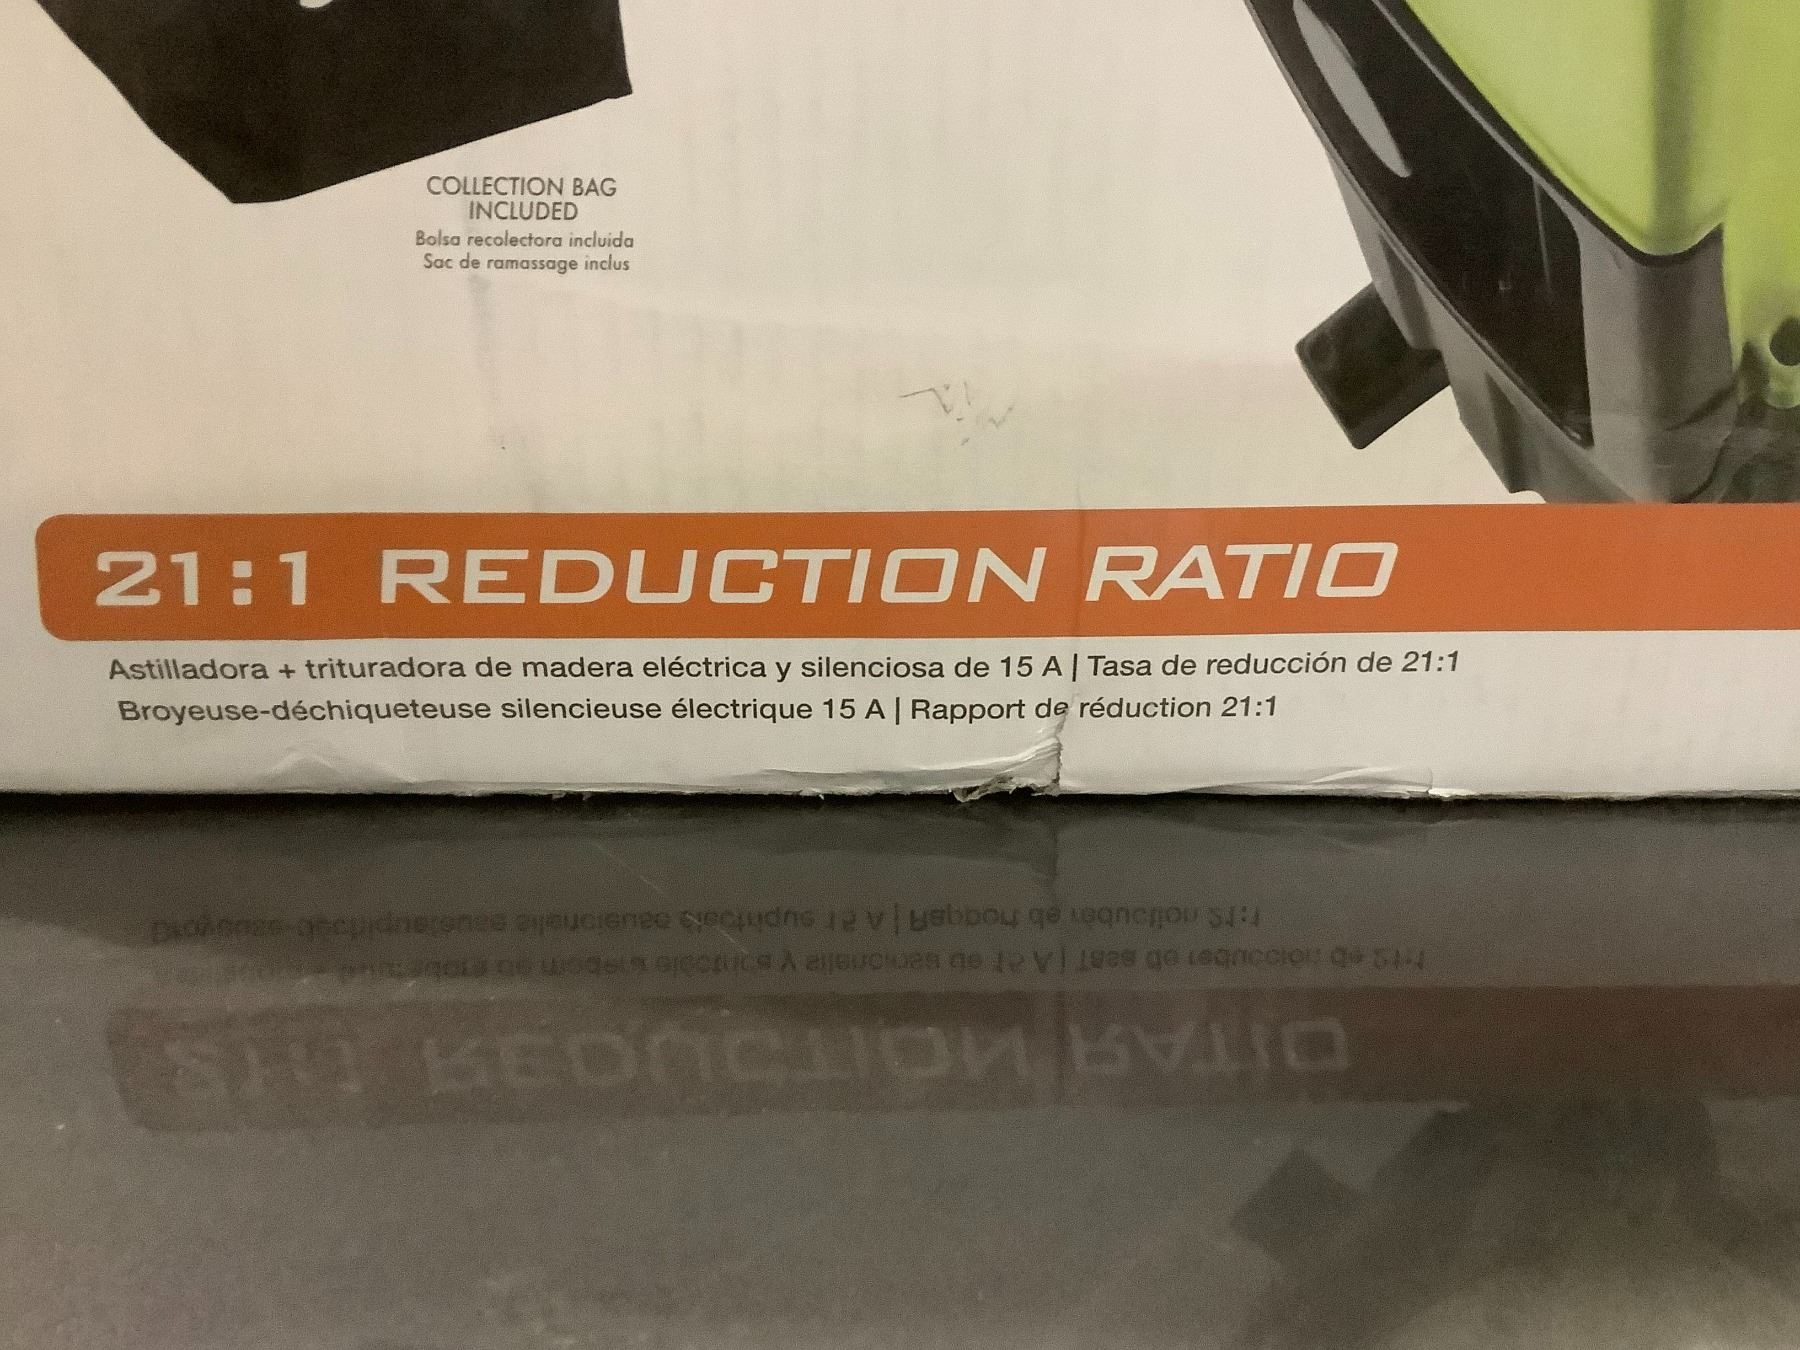 COLLECTION BAG
INCLUDED
Bolsa recolectora incluida
Sac de ramassage inclus
21:1 REDUCTION RATIO
Astilladora + trituradora de madera eléctrica y silenciosa de 15 A | Tasa de reducción de 21:1
Broyeuse-déchiqueteuse silencieuse électrique 15 A | Rapport de réduction 21:1